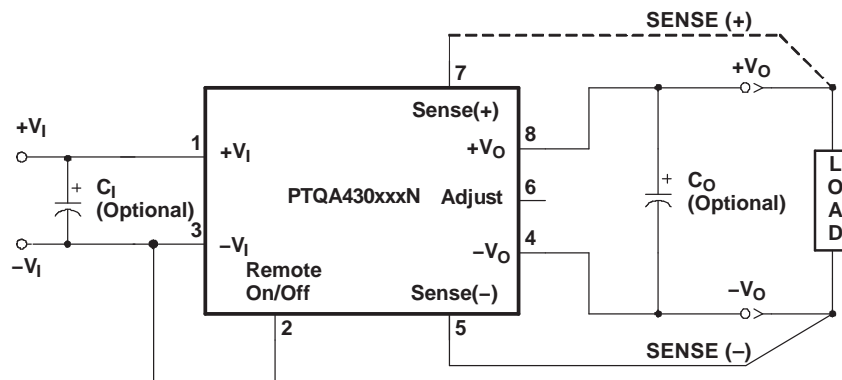 SENSE (+)
7
+VO
Sense(+)
8
+VI
1
+VI
+VO
+
CI
(Optional)
PTQA430xxxN
Adjust
6
+
CO
(Optional)
LOAD
3
–VI
4
–VO
–VI
Remote
On/Off
Sense(–)
–VO
2
5
SENSE (–)